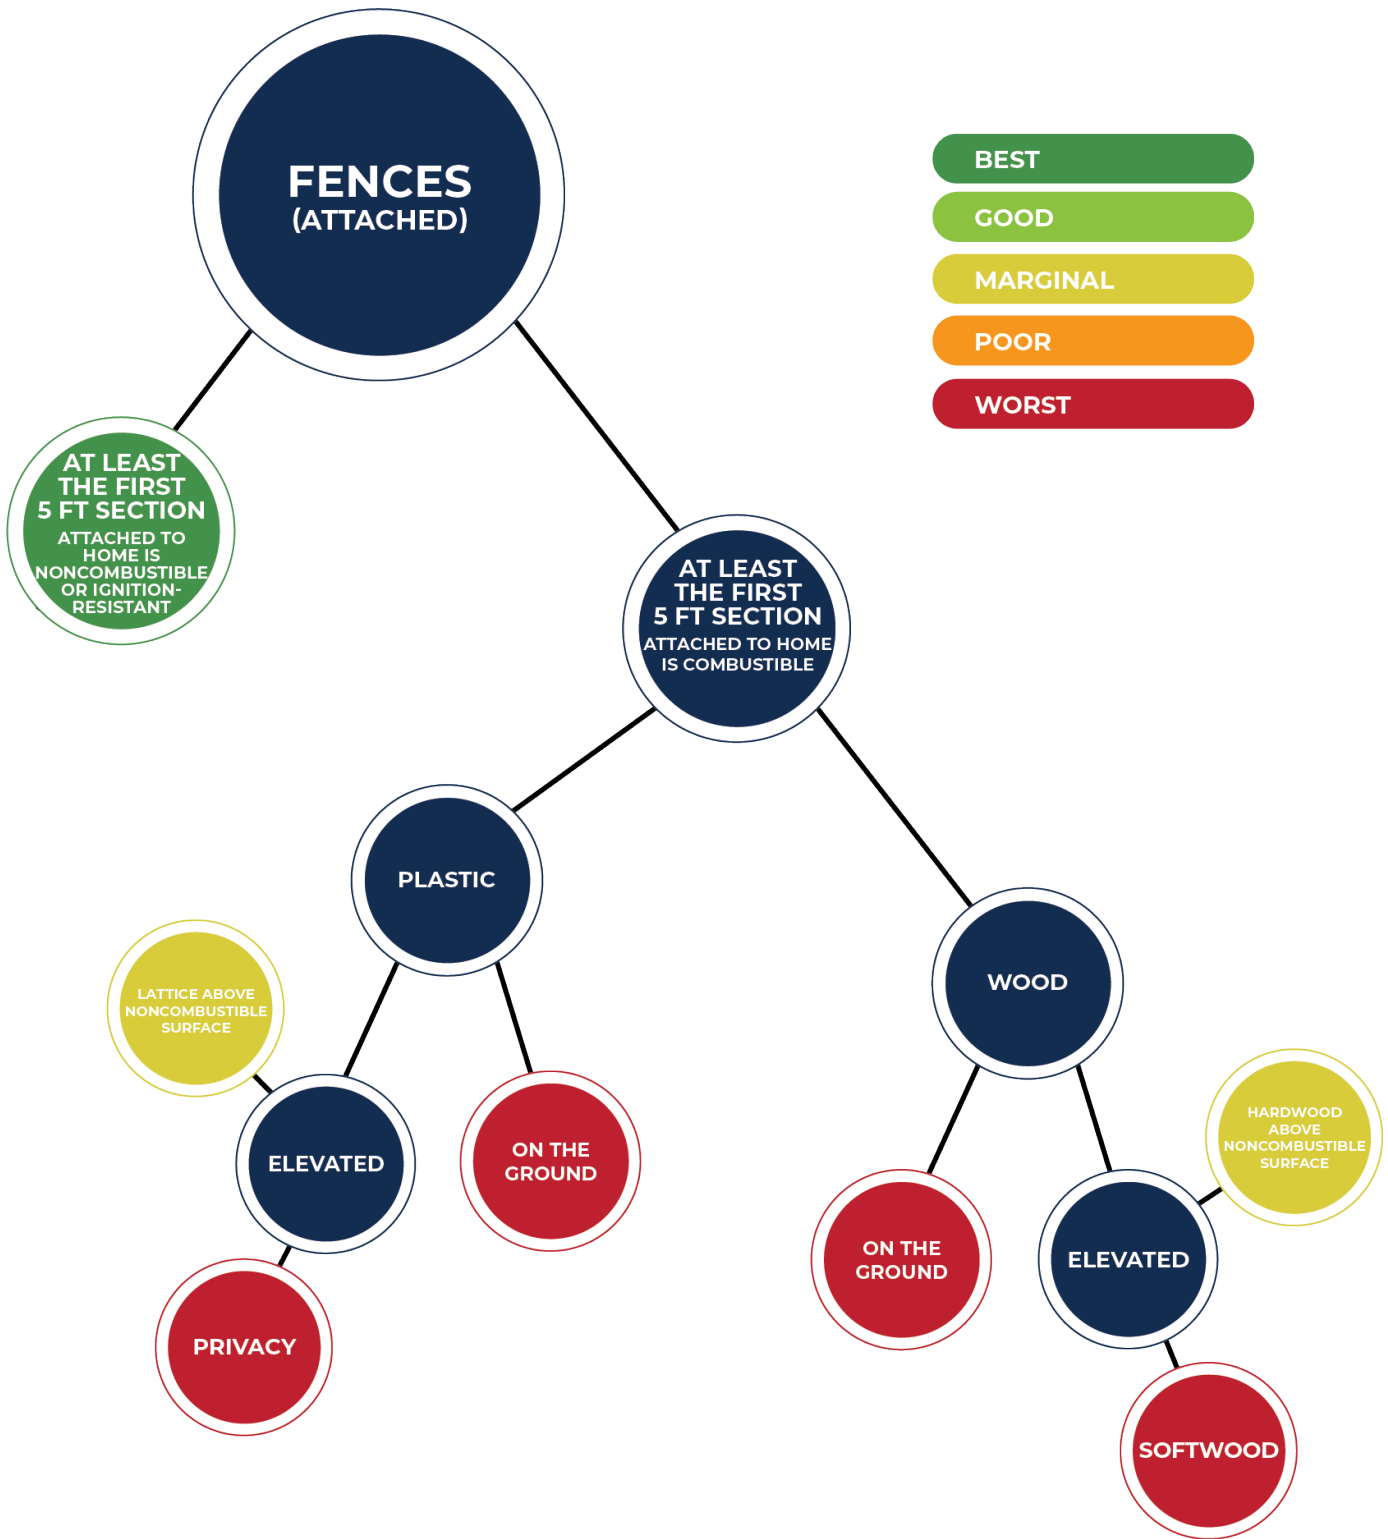 FENCES
(ATTACHED)
BEST
GOOD
MARGINAL
POOR
WORST
AT LEAST
THE FIRST
5 FT SECTION
ATTACHED TO
HOME IS
NONCOMBUSTIBLE
OR IGNITION-
RESISTANT
AT LEAST
THE FIRST
5 FT SECTION
ATTACHED TO HOME
IS COMBUSTIBLE
PLASTIC
WOOD
LATTICE ABOVE
NONCOMBUSTIBLE
SURFACE
ELEVATED
ON THE
GROUND
PRIVACY
HARDWOOD
ABOVE
NONCOMBUSTIBLE
SURFACE
ON THE
GROUND
ELEVATED
SOFTWOOD